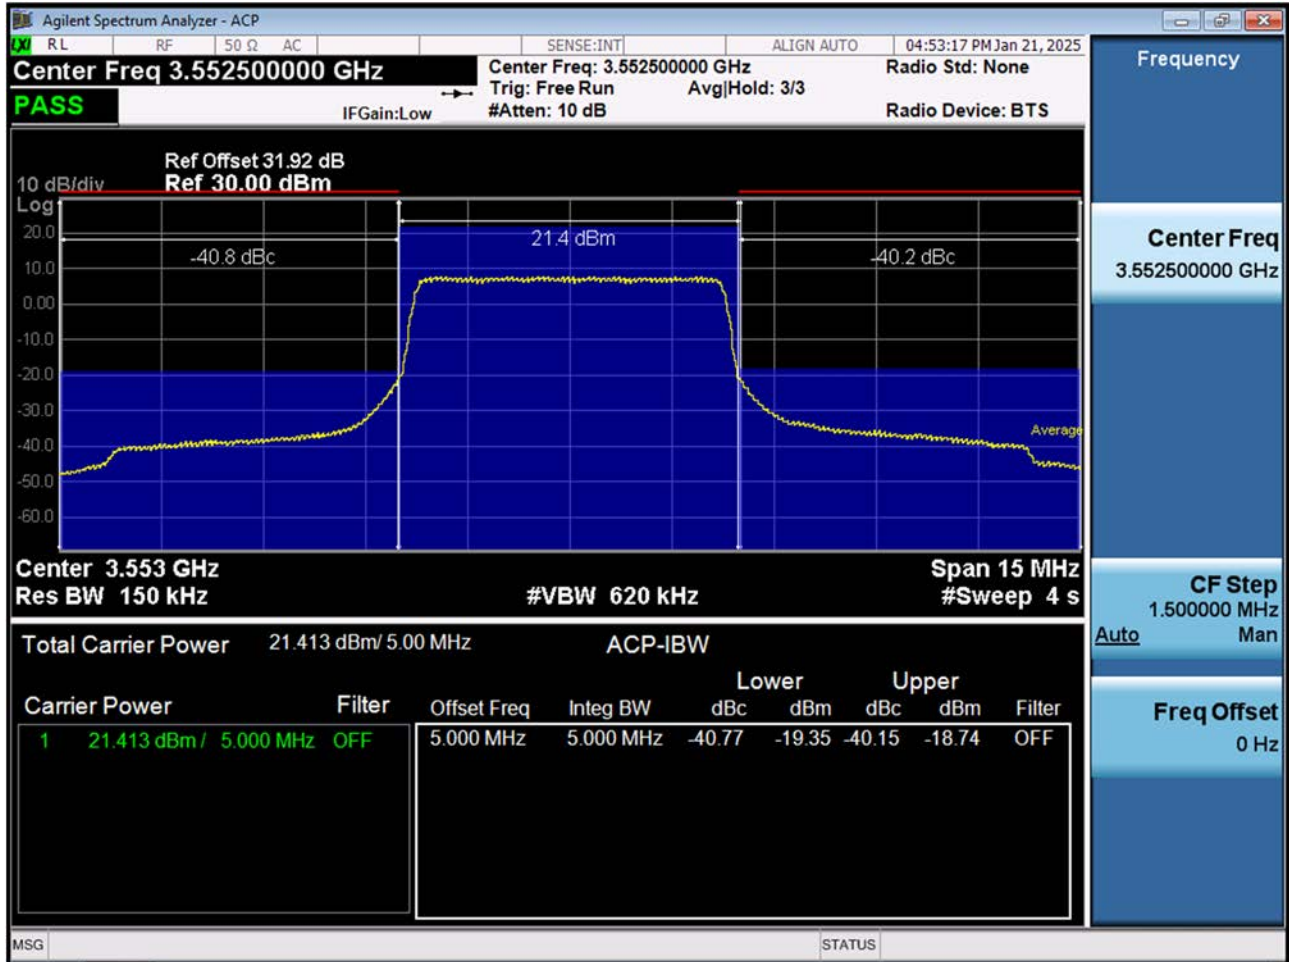 Agilent Spectrum Analyzer - ACP
LXI RL RF 50 Ω AC SENSE:INT ALIGN AUTO 04:53:17 PM Jan 21, 2025
Center Freq 3.552500000 GHz
Center Freq: 3.552500000 GHz Radio Std: None
Trig: Free Run Avg|Hold: 3/3
PASS
IFGain:Low #Atten: 10 dB Radio Device: BTS
Ref Offset 31.92 dB
10 dB/div Ref 30.00 dBm
Log
20.0
10.0
0.00
-10.0
-20.0
-30.0
-40.0
-50.0
-60.0
-40.8 dBc
21.4 dBm
-40.2 dBc
Average
Center 3.553 GHz Span 15 MHz
Res BW 150 kHz #VBW 620 kHz #Sweep 4 s
Total Carrier Power 21.413 dBm/ 5.00 MHz ACP-IBW
Lower Upper
Carrier Power Filter Offset Freq Integ BW dBc dBm dBc dBm Filter
1 21.413 dBm / 5.000 MHz OFF 5.000 MHz 5.000 MHz -40.77 -19.35 -40.15 -18.74 OFF
Frequency
Center Freq
3.552500000 GHz
CF Step
1.500000 MHz
Auto Man
Freq Offset
0 Hz
MSG STATUS